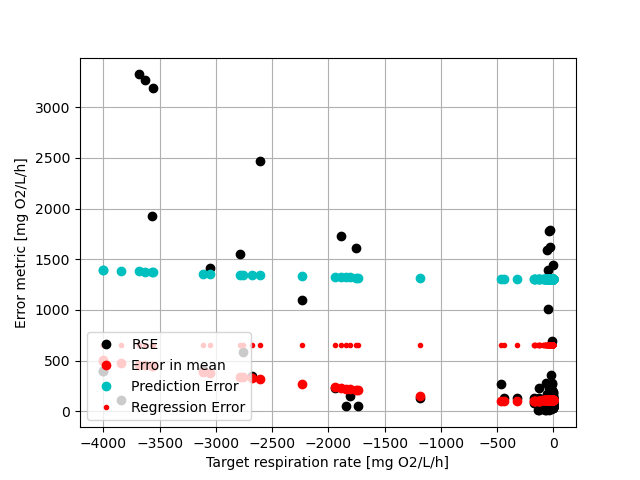 3000
2500
2000
1500
1000
500
0
Error metric [mg O2/L/h]
RSE
Error in mean
Prediction Error
Regression Error
−4000 −3500 −3000 −2500 −2000 −1500 −1000 −500 0
Target respiration rate [mg O2/L/h]